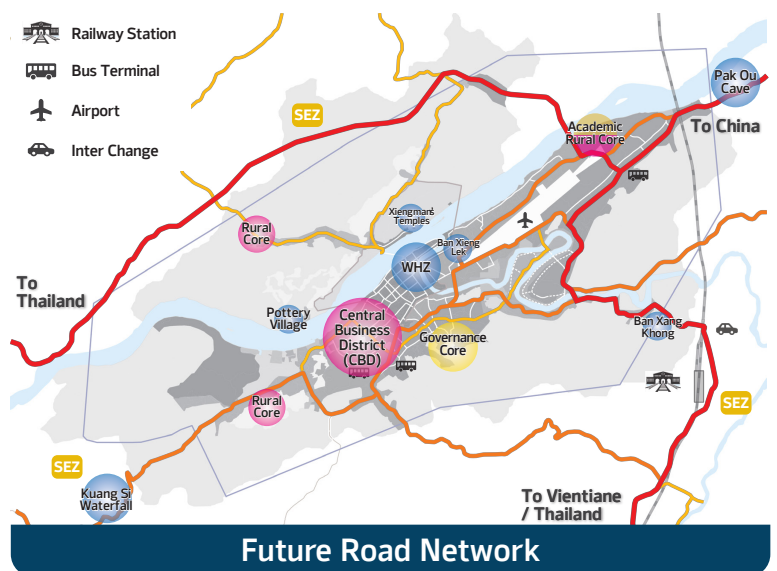 Railway Station
Bus Terminal
Airport
Inter Change
SEZ
Pak Ou
Cave
To China
Academic
Rural Core
Xiengmans
Temples
Rural
Core
Ban Xieng
Lek
WHZ
To
Thailand
Pottery
Village
Central
Business
District
(CBD)
Governance
Core
Ban Xang
Khong
Rural
Core
SEZ
SEZ
Kuang Si
Waterfall
To Vientiane
/ Thailand
Future Road Network